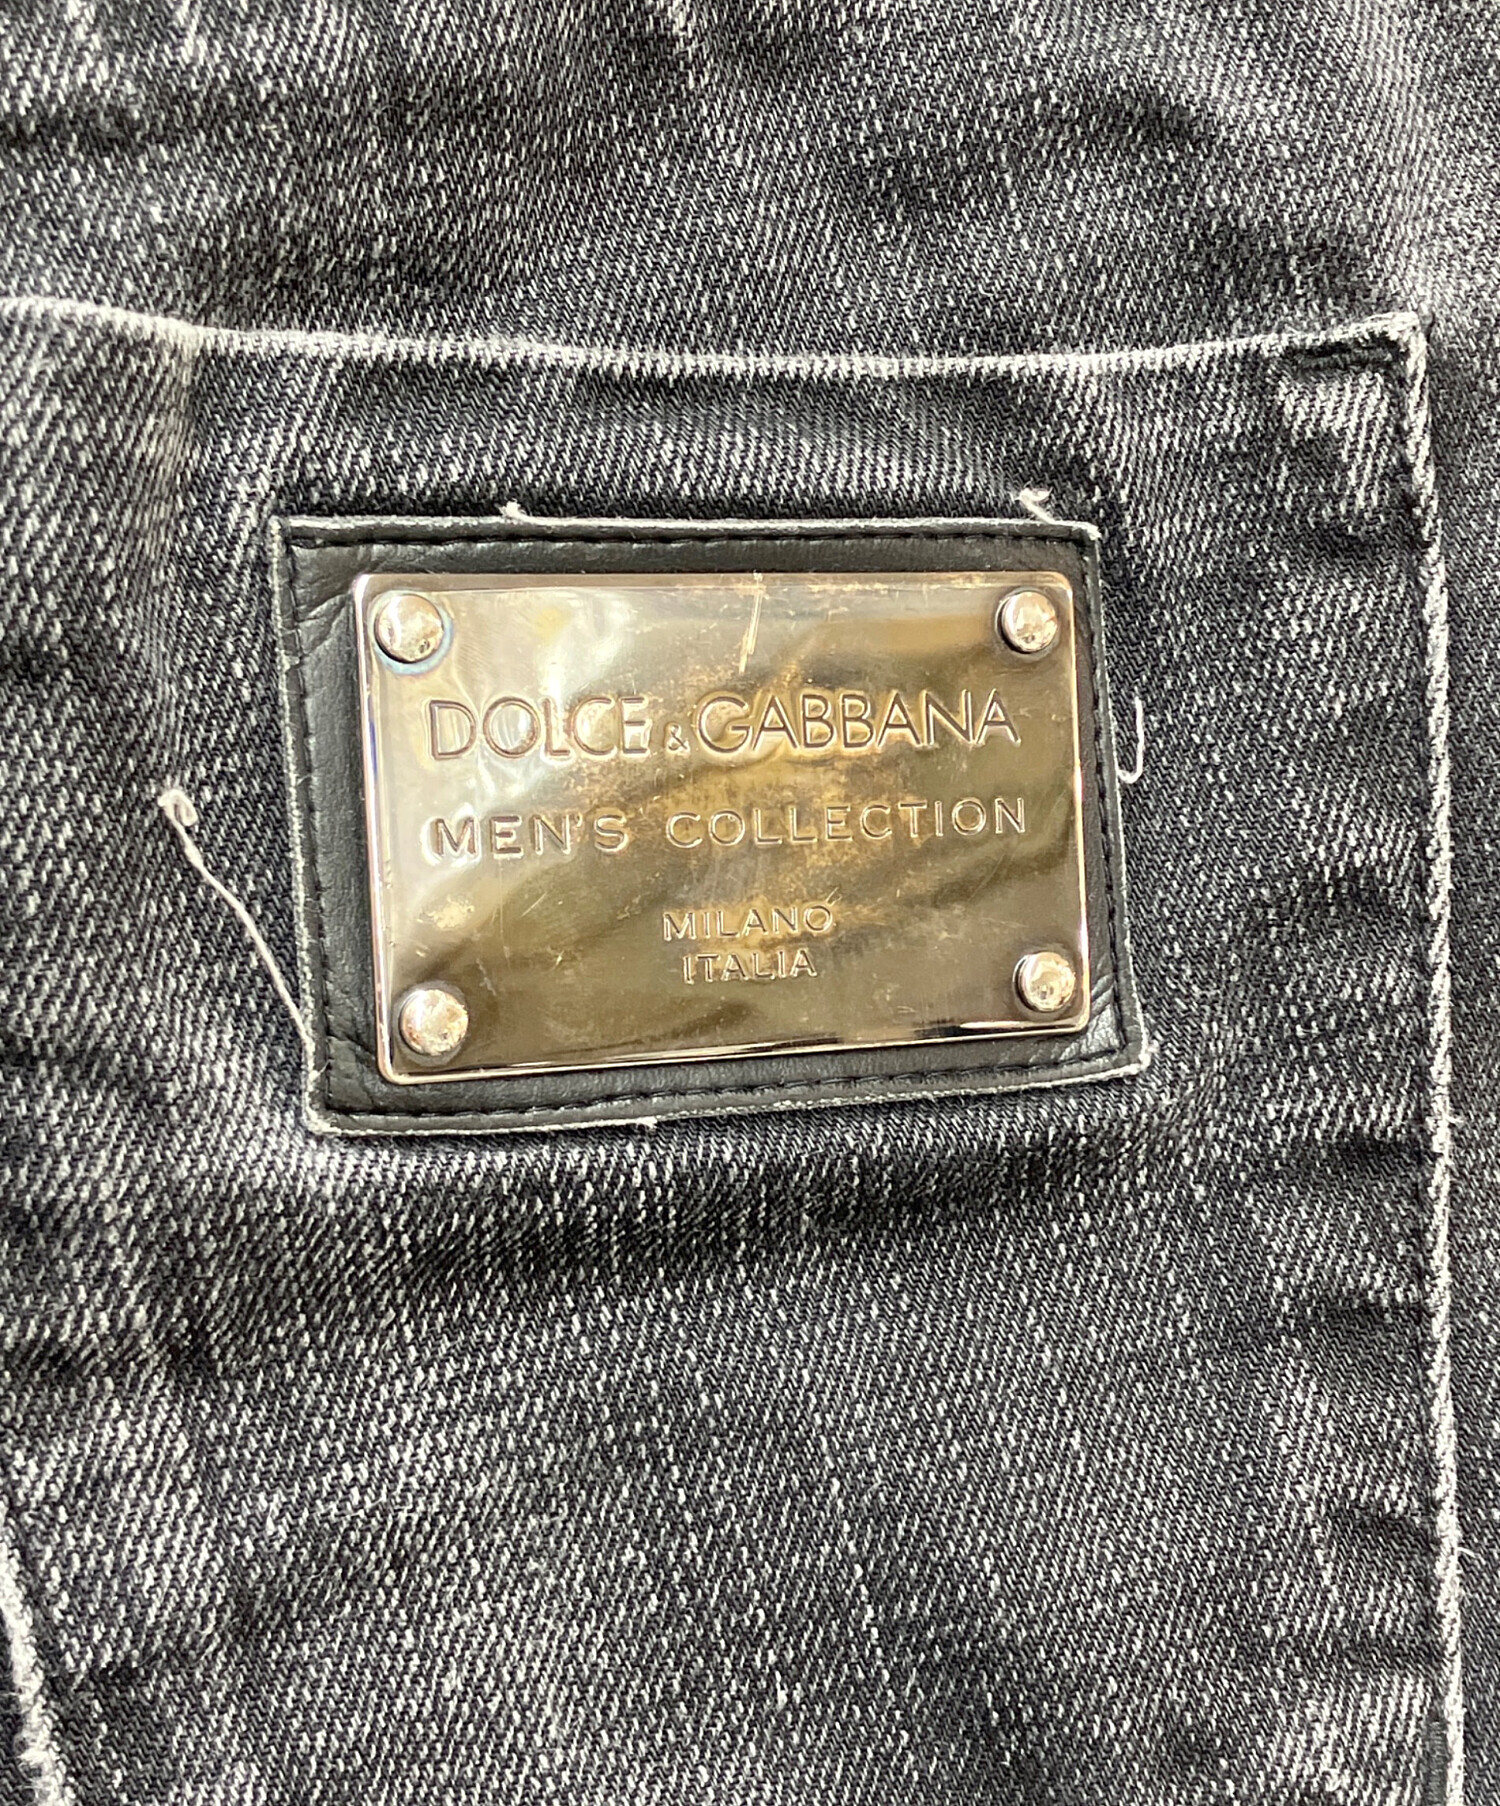 DOLCE & GABBANA
MEN'S COLLECTION
MILANO
ITALIA